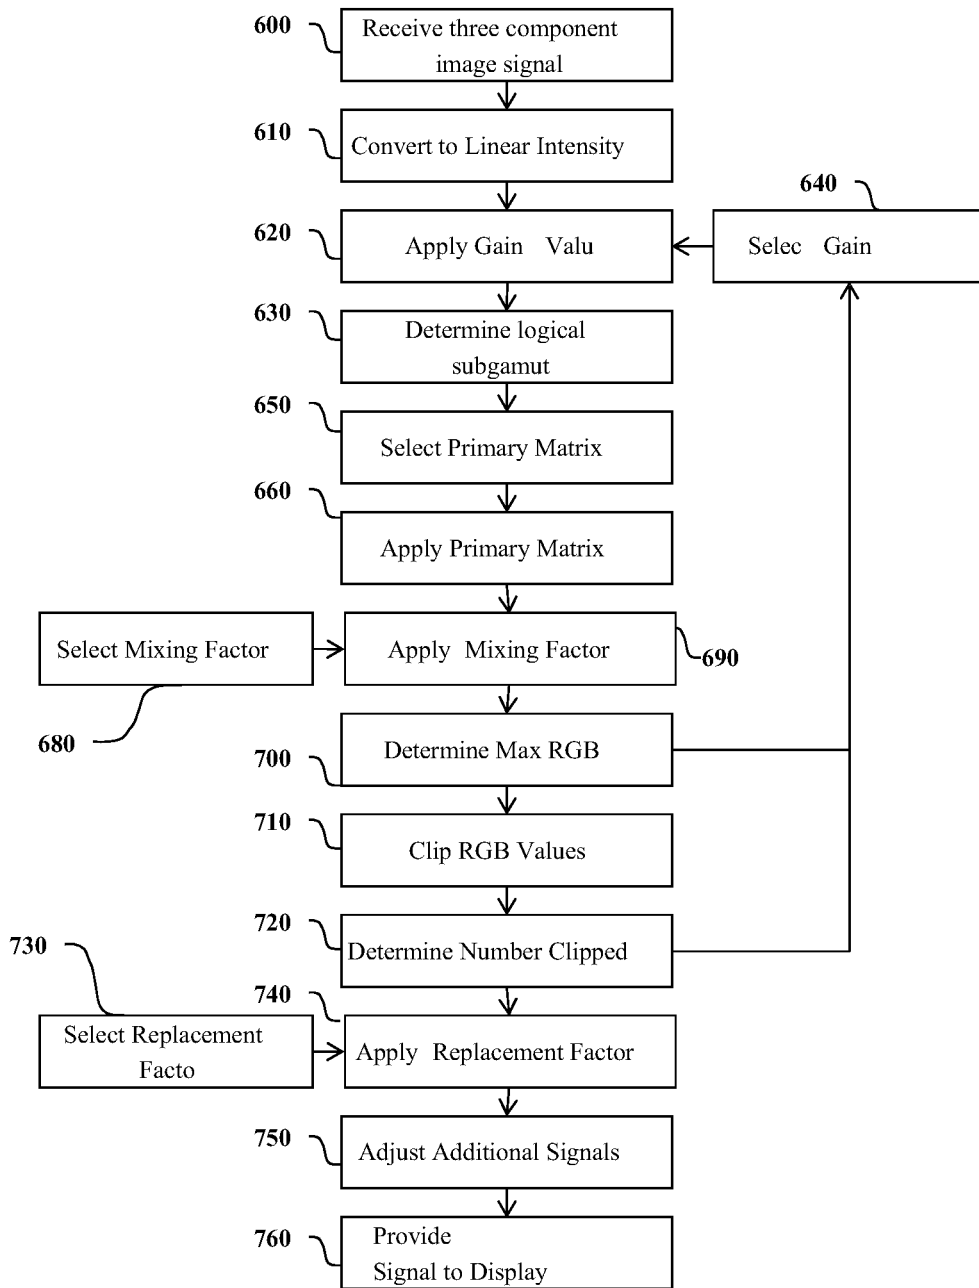 600
Receive three component
image signal
610
Convert to Linear Intensity
640
620
Apply Gain Valu
Selec Gain
630
Determine logical
subgamut
650
Select Primary Matrix
660
Apply Primary Matrix
Select Mixing Factor
Apply Mixing Factor
690
680
Determine Max RGB
700
710
Clip RGB Values
720
Determine Number Clipped
730
740
Select Replacement
Facto
Apply Replacement Factor
750
Adjust Additional Signals
760
Provide
Signal to Display